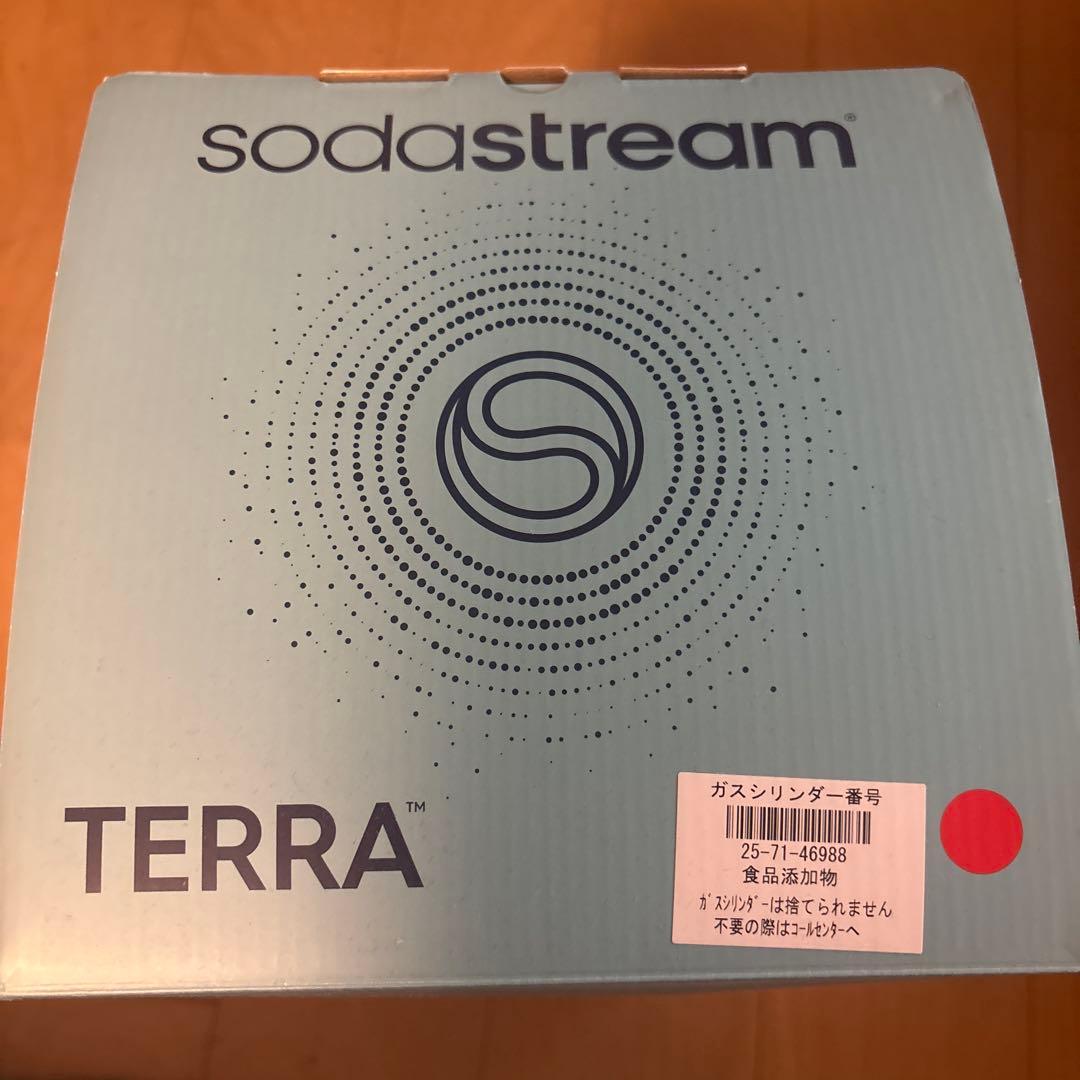 sodastream®
TERRA™
ガスシリンダー番号
25-71-46988
食品添加物
ｶﾞｽｼﾘﾝﾀﾞｰは捨てられません
不要の際はｺｰﾙｾﾝﾀｰへ